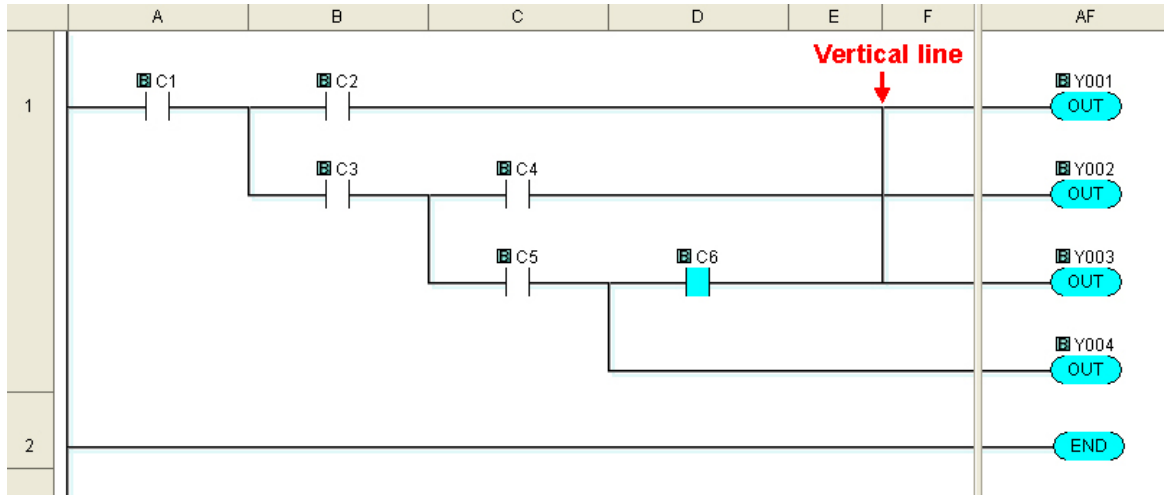 A B C D E F AF
Vertical line
B C1 B C2 B Y001
1 OUT
B C3 B C4 B Y002
OUT
B C5 B C6 B Y003
OUT
B Y004
OUT
2 END